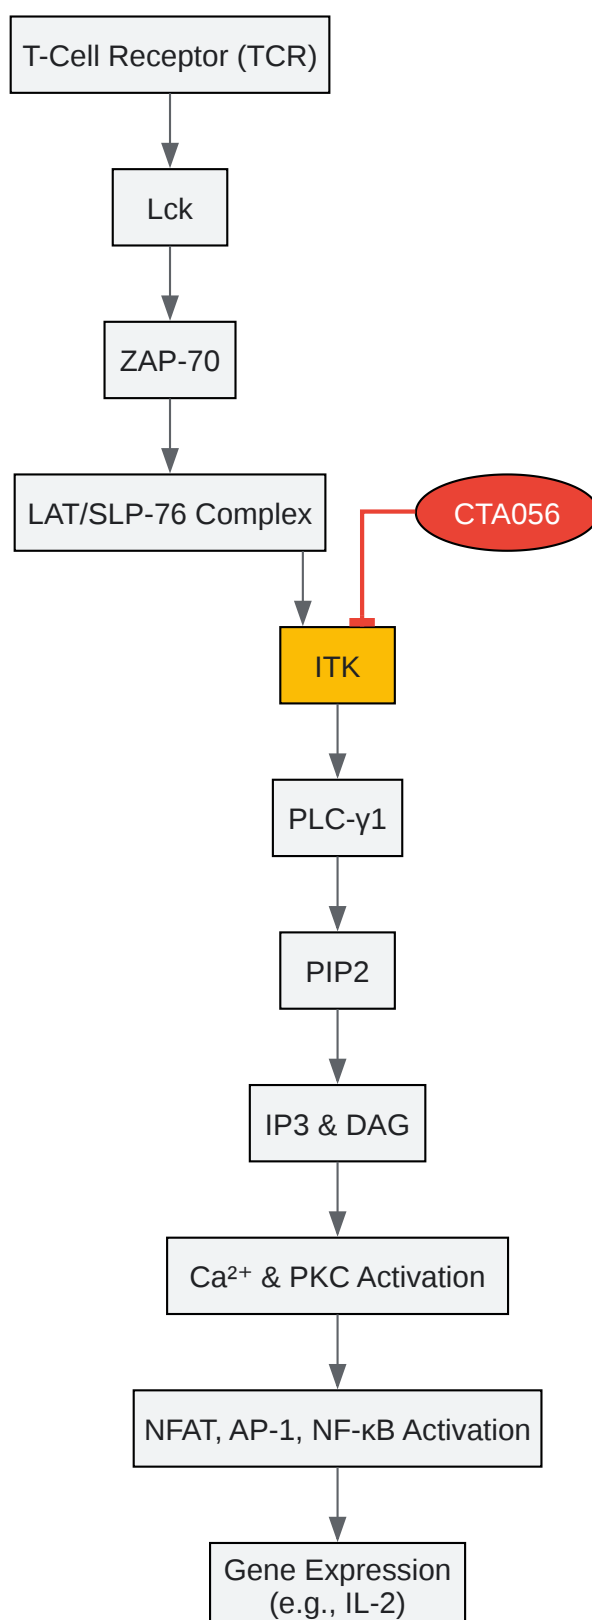 T-Cell Receptor (TCR)
Lck
ZAP-70
LAT/SLP-76 Complex
CTA056
ITK
PLC-γ1
PIP2
IP3 & DAG
Ca²⁺ & PKC Activation
NFAT, AP-1, NF-κB Activation
Gene Expression
(e.g., IL-2)